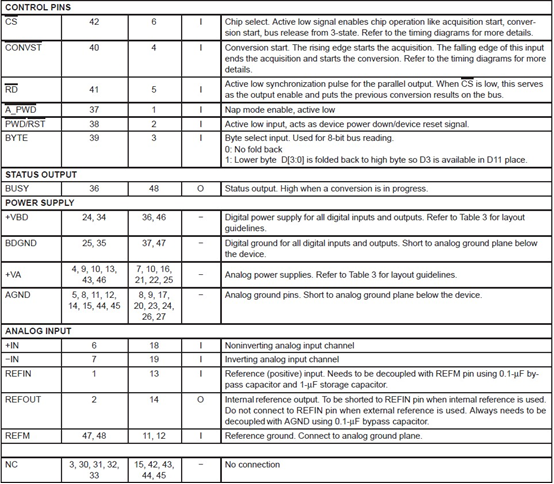 CONTROL PINS
CS 42 6 I Chip select. Active low signal enables chip operation like acquisition start, conver-
sion start, bus release from 3-state. Refer to the timing diagrams for more details.
CONVST 40 4 I Conversion start. The rising edge starts the acquisition. The falling edge of this input
ends the acquisition and starts the conversion. Refer to the timing diagrams for more
details.
RD 41 5 I Active low synchronization pulse for the parallel output. When CS is low, this serves
as the output enable and puts the previous conversion results on the bus.
A_PWD 37 1 I Nap mode enable, active low
PWD/RST 38 2 I Active low input, acts as device power down/device reset signal.
BYTE 39 3 I Byte select input. Used for 8-bit bus reading.
0: No fold back
1: Lower byte D[3:0] is folded back to high byte so D3 is available in D11 place.
STATUS OUTPUT
BUSY 36 48 O Status output. High when a conversion is in progress.
POWER SUPPLY
+VBD 24, 34 36, 46 – Digital power supply for all digital inputs and outputs. Refer to Table 3 for layout
guidelines.
BDGND 25, 35 37, 47 – Digital ground for all digital inputs and outputs. Short to analog ground plane below
the device.
+VA 4, 9, 10, 13, 7, 10, 16, – Analog power supplies. Refer to Table 3 for layout guidelines.
43, 46 21, 22, 25
AGND 5, 8, 11, 12, 8, 9, 17, – Analog ground pins. Short to analog ground plane below the device.
14, 15, 44, 45 20, 23, 24,
26, 27
ANALOG INPUT
+IN 6 18 I Noninverting analog input channel
–IN 7 19 I Inverting analog input channel
REFIN 1 13 I Reference (positive) input. Needs to be decoupled with REFM pin using 0.1-μF by-
pass capacitor and 1-μF storage capacitor.
REFOUT 2 14 O Internal reference output. To be shorted to REFIN pin when internal reference is used.
Do not connect to REFIN pin when external reference is used. Always needs to be
decoupled with AGND using 0.1-μF bypass capacitor.
REFM 47, 48 11, 12 I Reference ground. Connect to analog ground plane.
NC 3, 30, 31, 32, 15, 42, 43, – No connection
33 44, 45